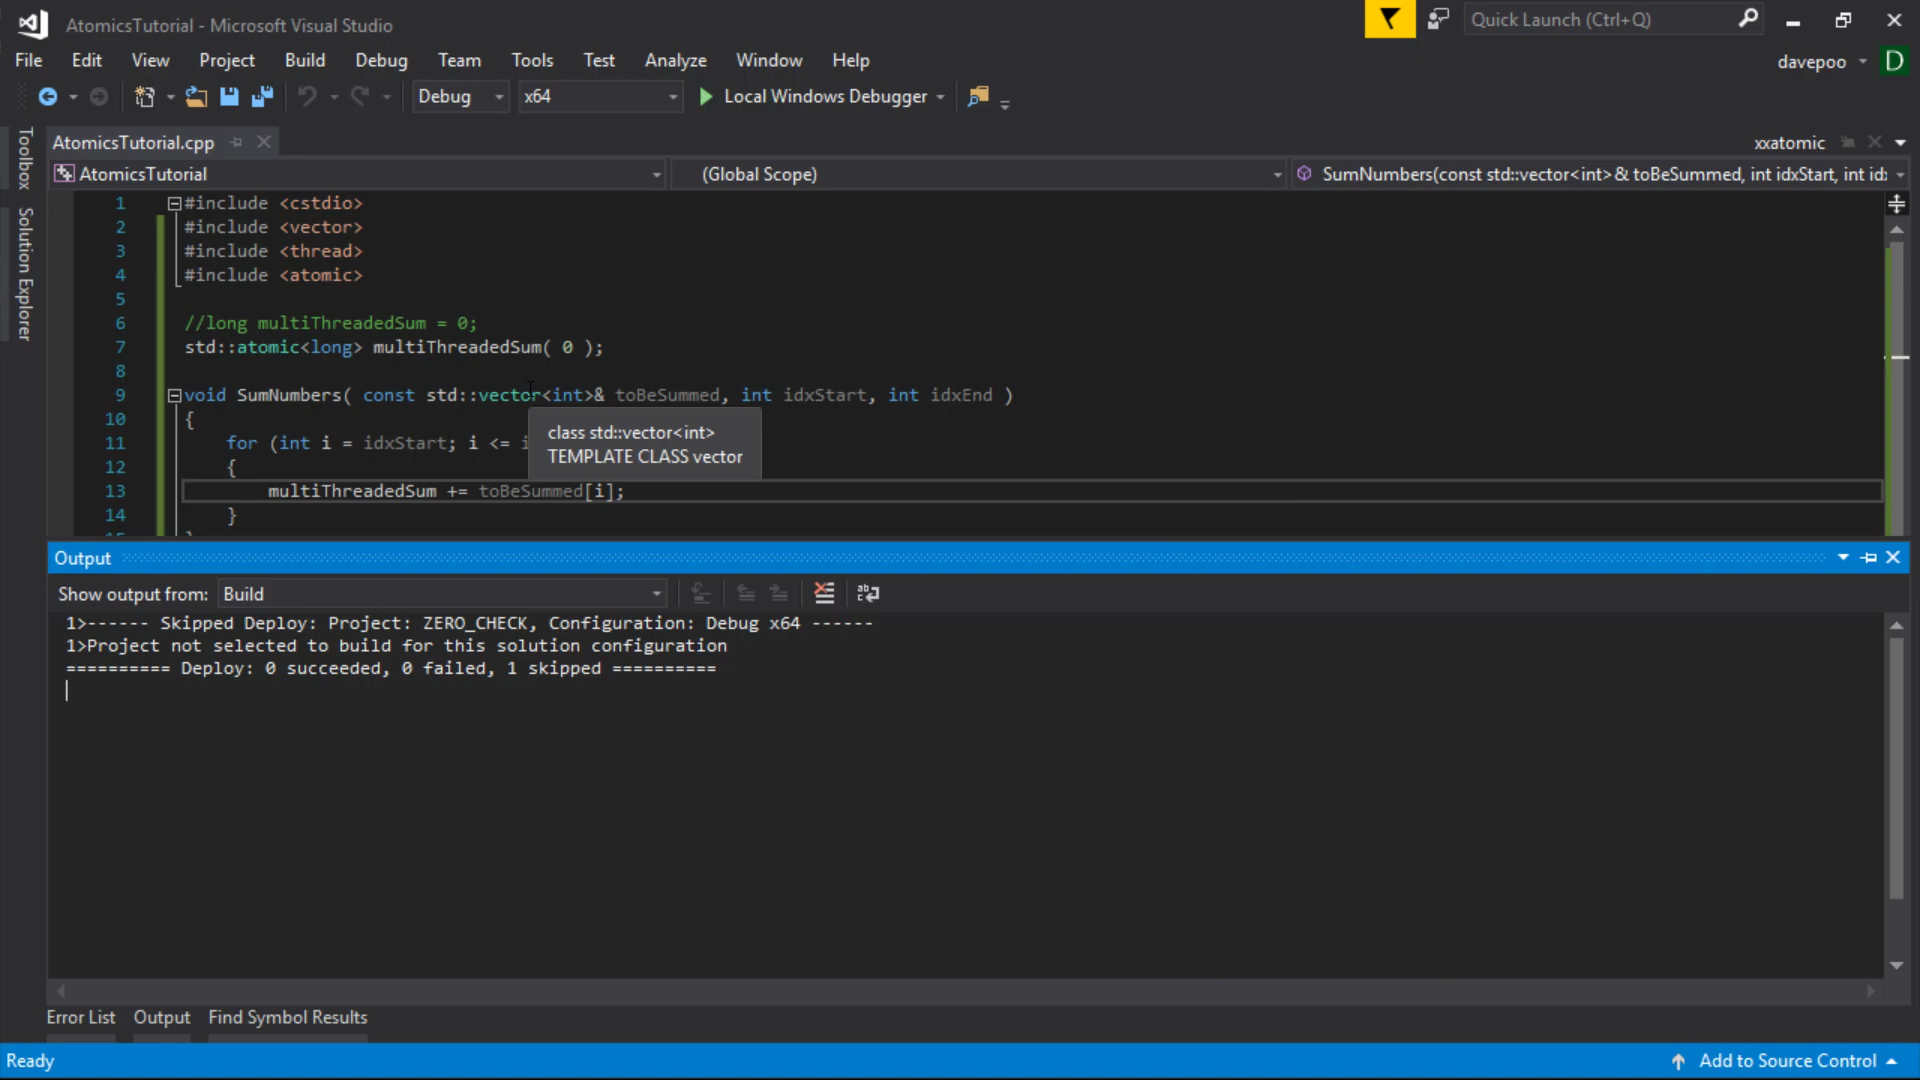 AtomicsTutorial - Microsoft Visual Studio
Quick Launch (Ctrl+Q)
File Edit View Project Build Debug Team Tools Test Analyze Window Help
davepoo D
Debug x64 Local Windows Debugger
Toolbox
Solution Explorer
AtomicsTutorial.cpp
xxatomic
AtomicsTutorial (Global Scope) SumNumbers(const std::vector<int>& toBeSummed, int idxStart, int id
1 #include <cstdio>
2 #include <vector>
3 #include <thread>
4 #include <atomic>
5
6 //long multiThreadedSum = 0;
7 std::atomic<long> multiThreadedSum( 0 );
8
9 void SumNumbers( const std::vector<int>& toBeSummed, int idxStart, int idxEnd )
10 {
11 for (int i = idxStart; i <= i
class std::vector<int>
TEMPLATE CLASS vector
12 {
13 multiThreadedSum += toBeSummed[i];
14 }
Output
Show output from: Build
1>------ Skipped Deploy: Project: ZERO_CHECK, Configuration: Debug x64 ------
1>Project not selected to build for this solution configuration
========== Deploy: 0 succeeded, 0 failed, 1 skipped ==========
Error List Output Find Symbol Results
Ready
Add to Source Control